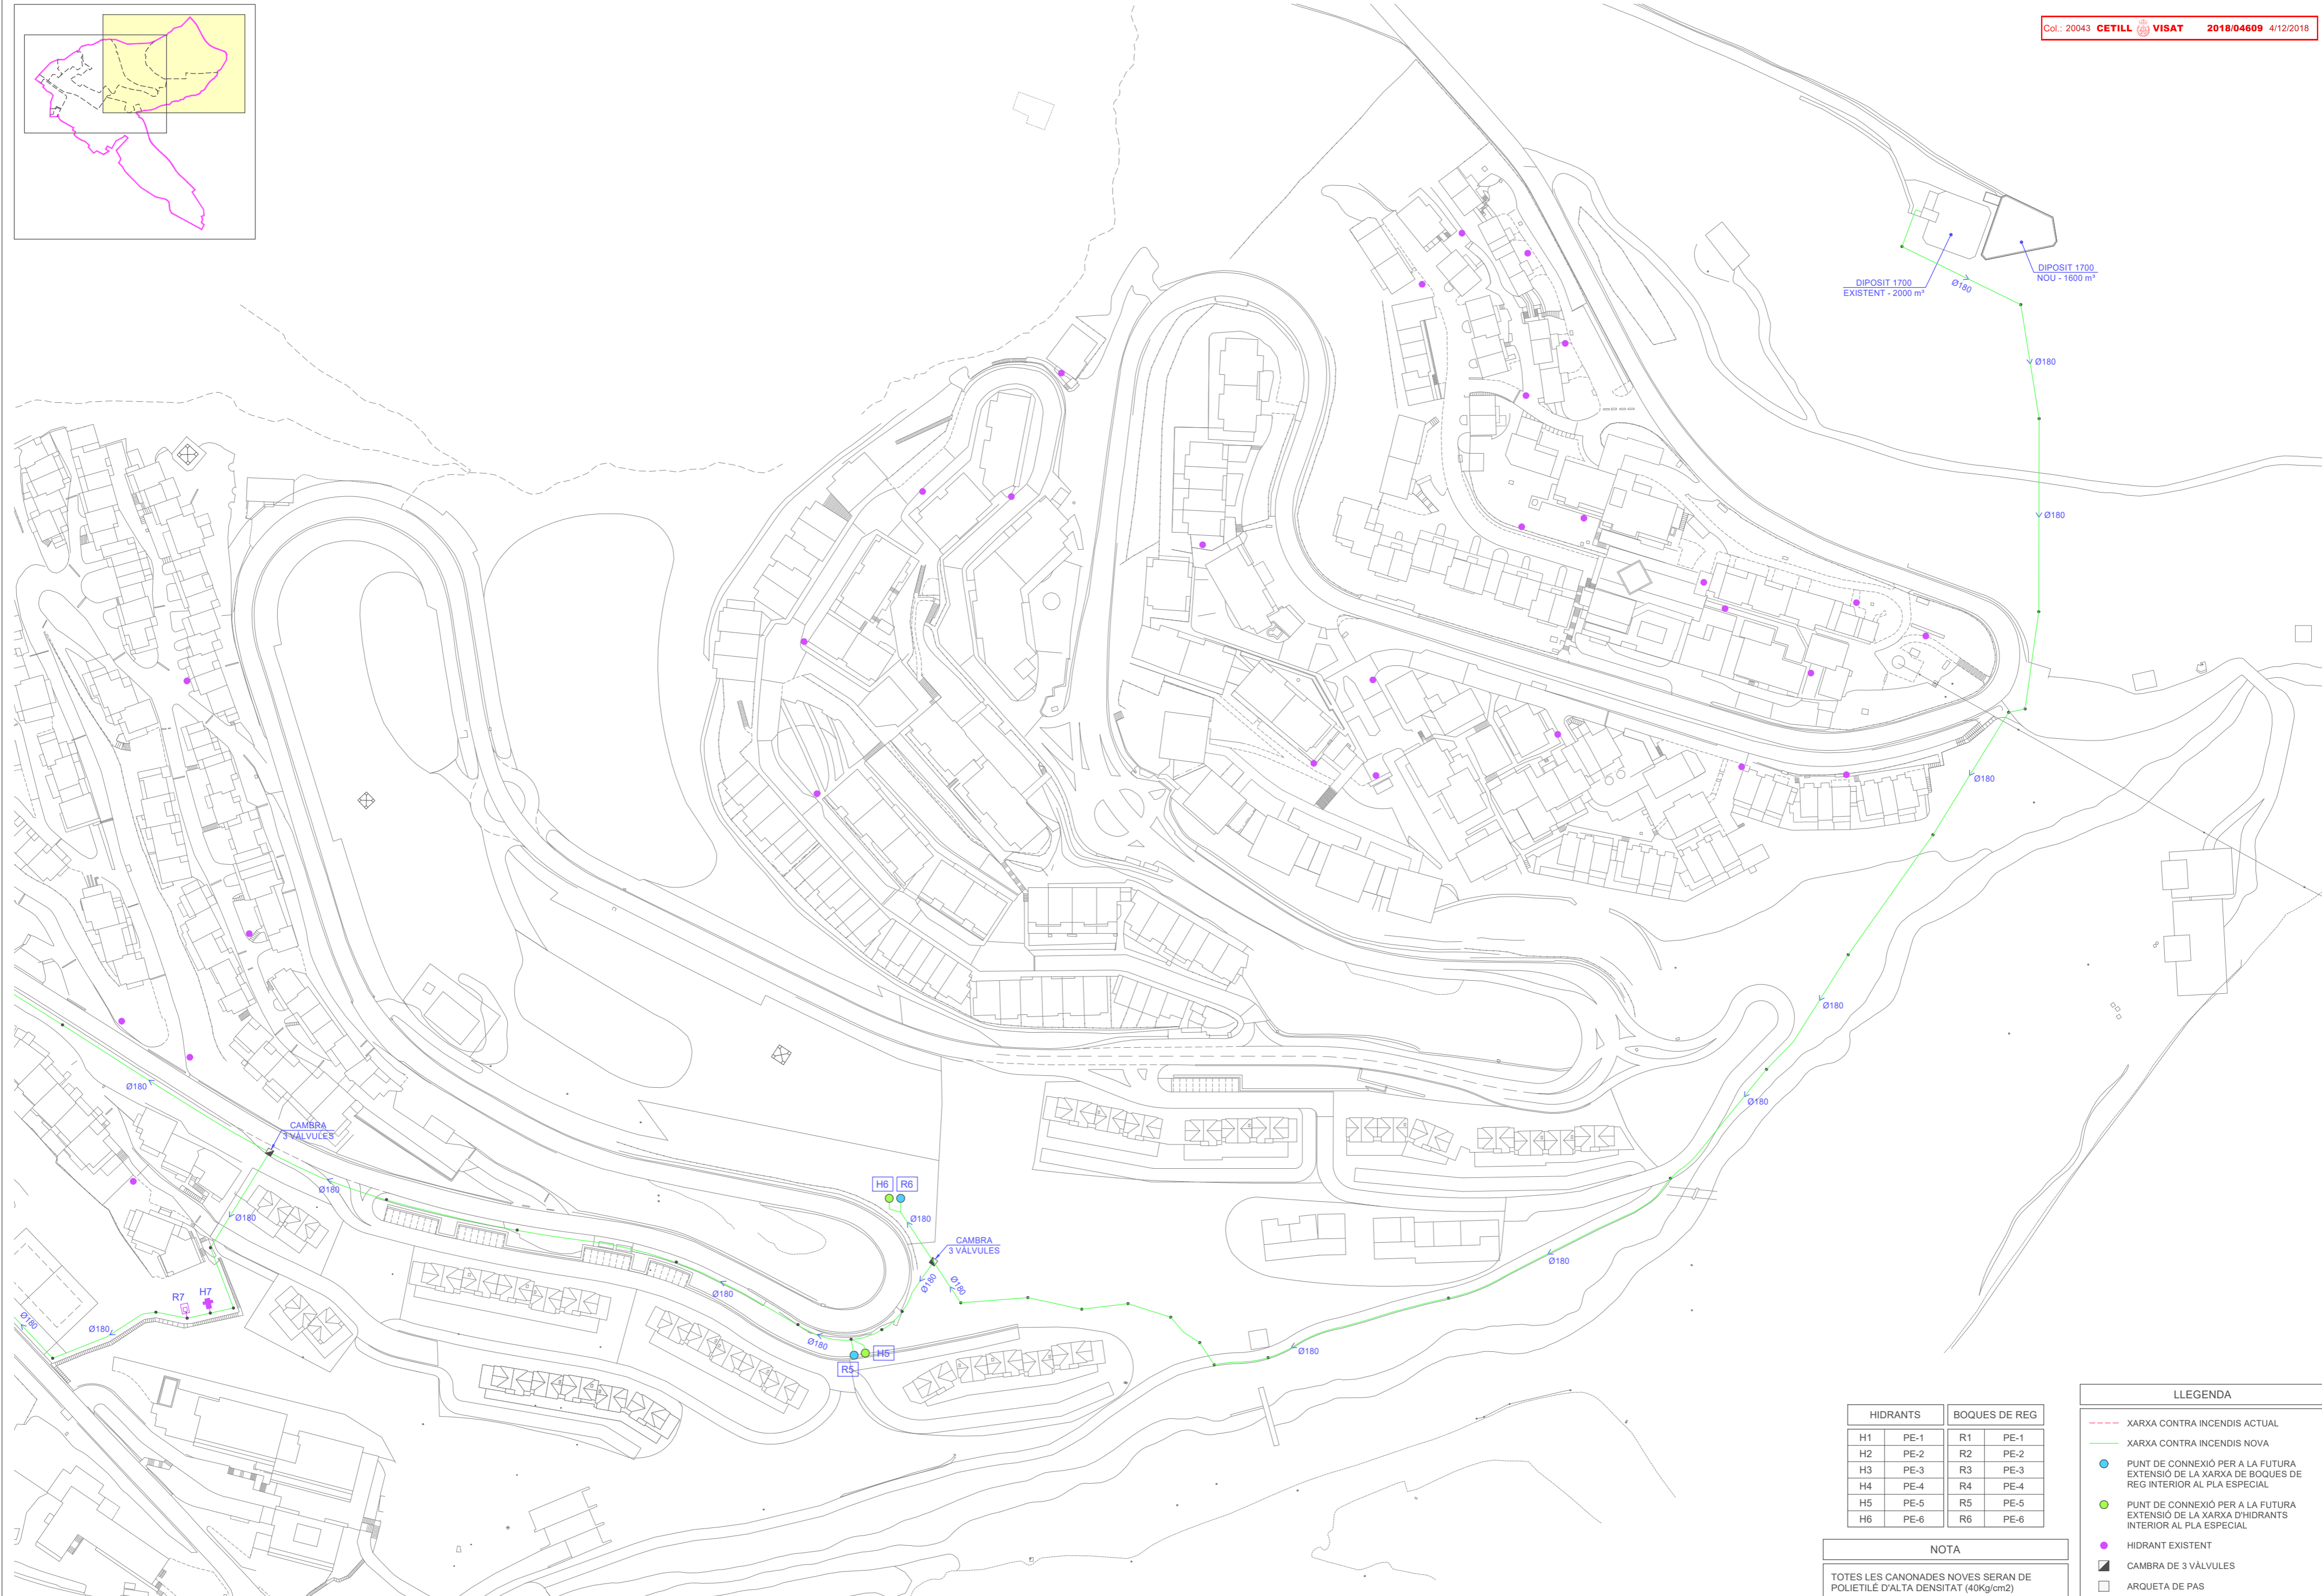 Col.: 20043 CETILL VISAT 2018/04609 4/12/2018
DIPOSIT 1700
EXISTENT - 2000 m³
DIPOSIT 1700
NOU - 1600 m³
Ø180
Ø180
Ø180
Ø180
Ø180
Ø180
Ø180
Ø180
CAMBRA
3 VÀLVULES
Ø180
Ø180
H6 R6
Ø180
CAMBRA
3 VÀLVULES
Ø180
Ø180
Ø180
Ø180
H5
R5
R7 H7
Ø180
Ø180
Ø180
HIDRANTS BOQUES DE REG
H1 PE-1 R1 PE-1
H2 PE-2 R2 PE-2
H3 PE-3 R3 PE-3
H4 PE-4 R4 PE-4
H5 PE-5 R5 PE-5
H6 PE-6 R6 PE-6
NOTA
TOTES LES CANONADES NOVES SERAN DE
POLIETILÉ D'ALTA DENSITAT (40Kg/cm2)
LLEGENDA
XARXA CONTRA INCENDIS ACTUAL
XARXA CONTRA INCENDIS NOVA
PUNT DE CONNEXIÓ PER A LA FUTURA
EXTENSIÓ DE LA XARXA DE BOQUES DE
REG INTERIOR AL PLA ESPECIAL
PUNT DE CONNEXIÓ PER A LA FUTURA
EXTENSIÓ DE LA XARXA D'HIDRANTS
INTERIOR AL PLA ESPECIAL
HIDRANT EXISTENT
CAMBRA DE 3 VÀLVULES
ARQUETA DE PAS